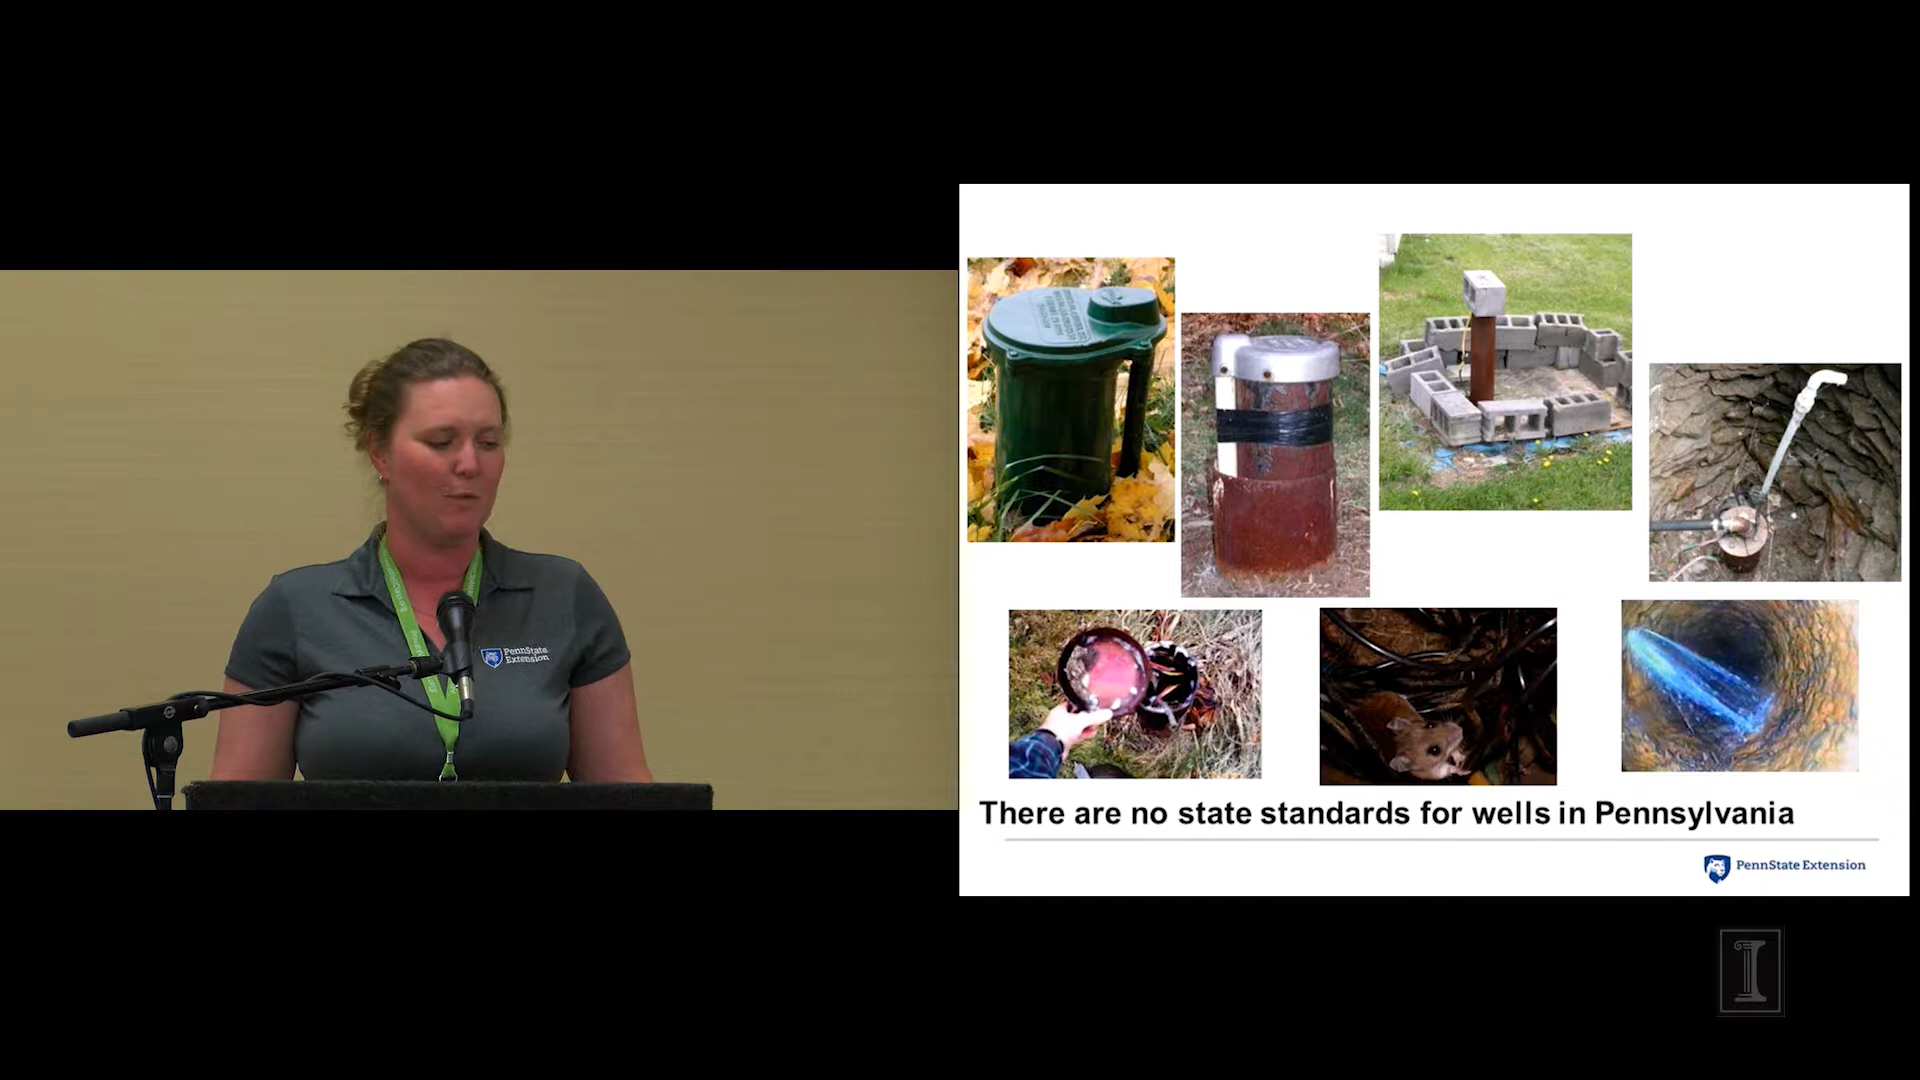 PennState
Extension
There are no state standards for wells in Pennsylvania
PennState Extension
I